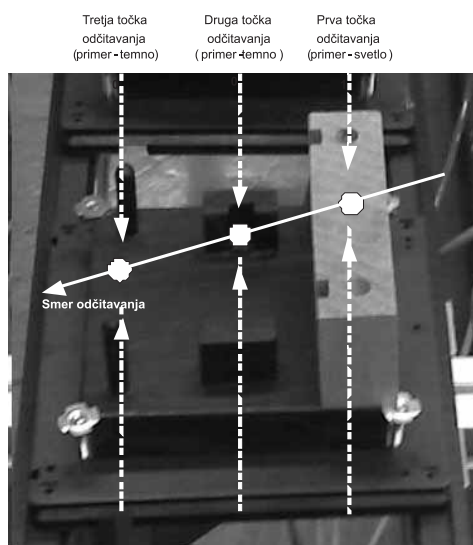 Tretja točka
odčitavanja
(primer-temno)
Druga točka
odčitavanja
( primer-temno)
Prva točka
odčitavanja
(primer-svetlo)
Smer odčitavanja